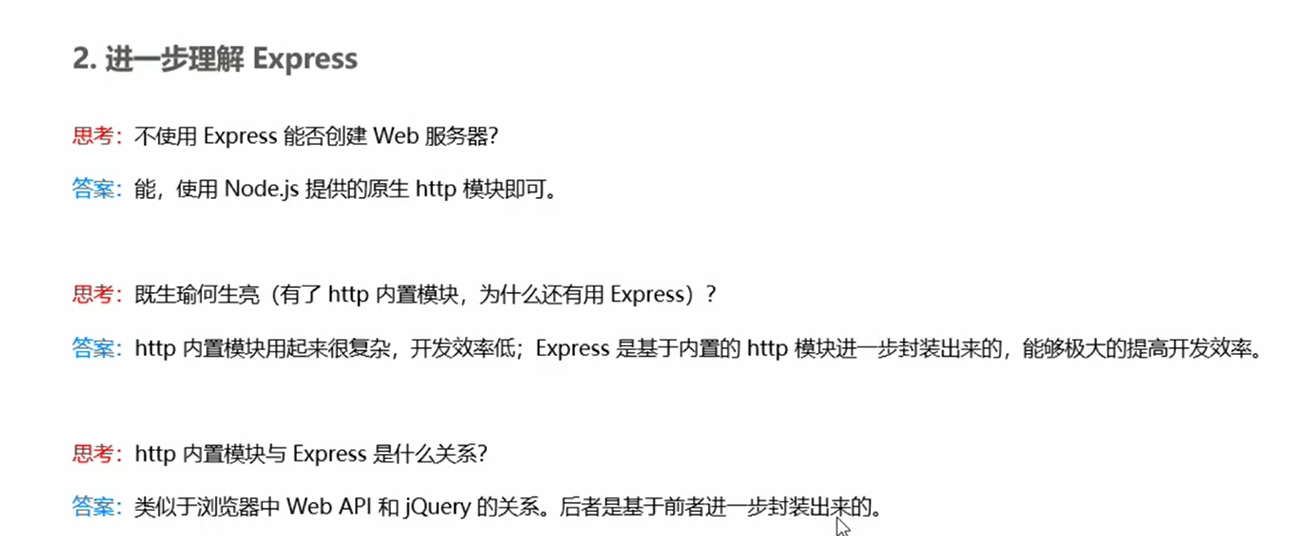 2. 进一步理解 Express
思考：不使用 Express 能否创建 Web 服务器？
答案：能，使用 Node.js 提供的原生 http 模块即可。
思考：既生瑜何生亮（有了 http 内置模块，为什么还有用 Express）？
答案：http 内置模块用起来很复杂，开发效率低；Express 是基于内置的 http 模块进一步封装出来的，能够极大的提高开发效率。
思考：http 内置模块与 Express 是什么关系？
答案：类似于浏览器中 Web API 和 jQuery 的关系。后者是基于前者进一步封装出来的。